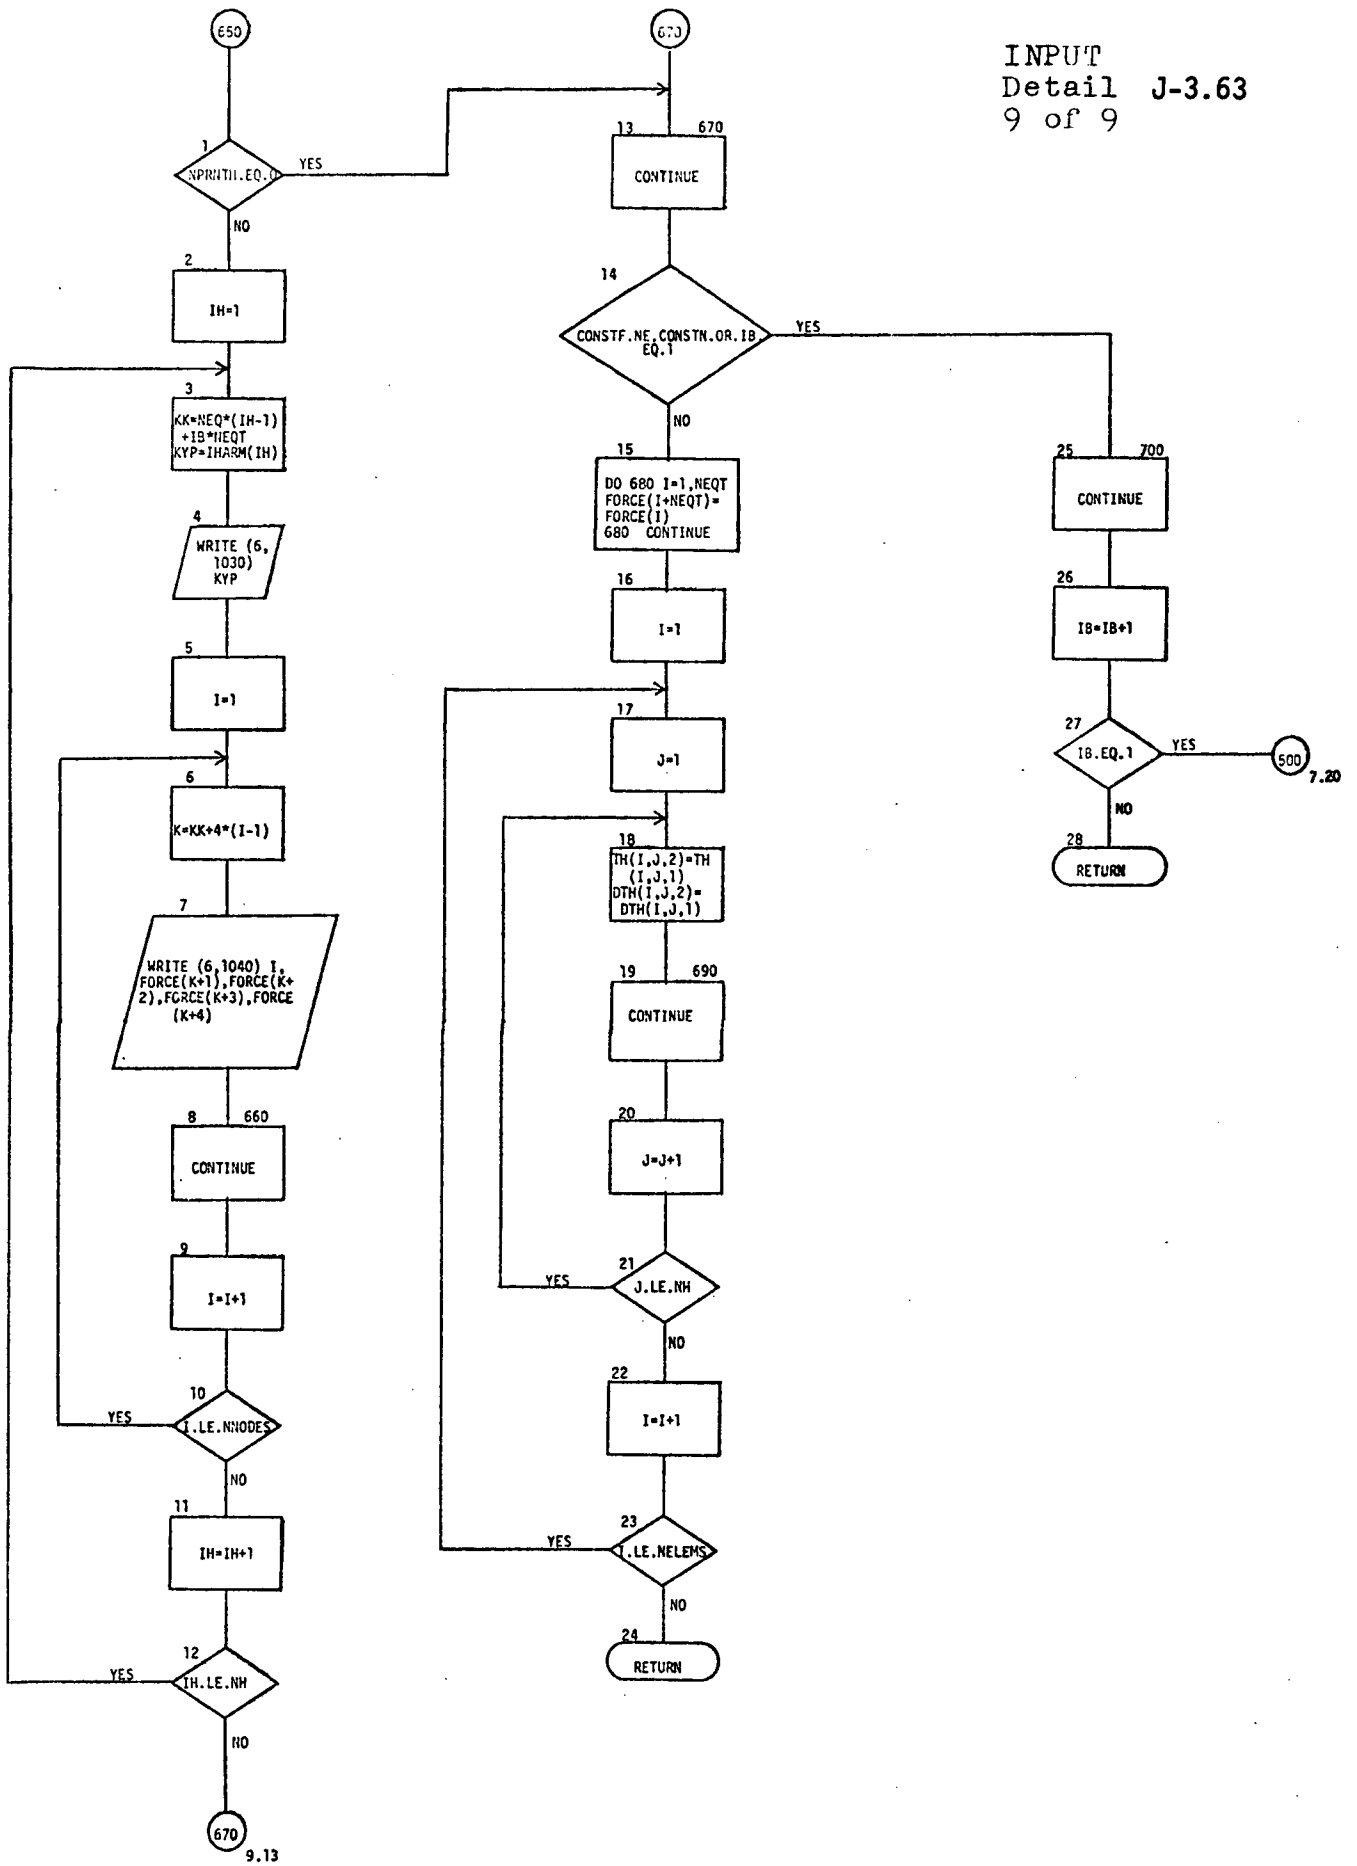 INPUT
Detail J-3.63
9 of 9
650
1
NPRNTH.EQ.0
YES
NO
2
IH=1
3
KK=NEQ*(IH-1)
+IB*NEQT
KYP=IHARM(IH)
4
WRITE (6,
1030)
KYP
5
I=1
6
K=KK+4*(I-1)
7
WRITE (6,1040) I,
FORCE(K+1),FORCE(K+
2),FORCE(K+3),FORCE
(K+4)
8 660
CONTINUE
9
I=I+1
10
I.LE.NNODES
YES
NO
11
IH=IH+1
12
IH.LE.NH
YES
NO
670
9.13
670
13 670
CONTINUE
14
CONSTF.NE.CONSTN.OR.IB.
EQ.1
YES
NO
15
DO 680 I=1,NEQT
FORCE(I+NEQT)=
FORCE(I)
680 CONTINUE
16
I=1
17
J=1
18
TH(I,J,2)=TH
(I,J,1)
DTH(I,J,2)=
DTH(I,J,1)
19 690
CONTINUE
20
J=J+1
21
J.LE.NH
YES
NO
22
I=I+1
23
I.LE.NELEMS
YES
NO
24
RETURN
25 700
CONTINUE
26
IB=IB+1
27
IB.EQ.1
YES
500
7.20
NO
28
RETURN